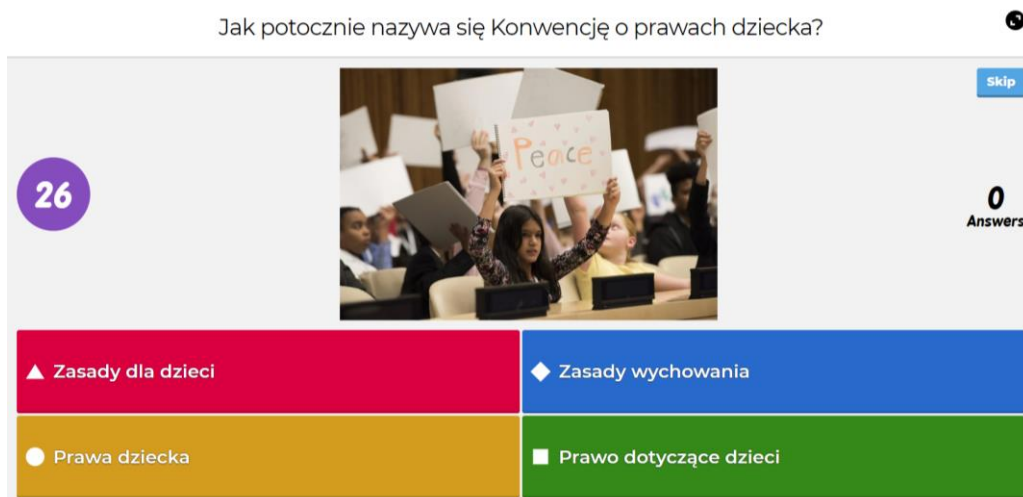 Jak potocznie nazywa się Konwencję o prawach dziecka?
Skip
Peace
26
0
Answers
Zasady dla dzieci
Zasady wychowania
Prawa dziecka
Prawo dotyczące dzieci